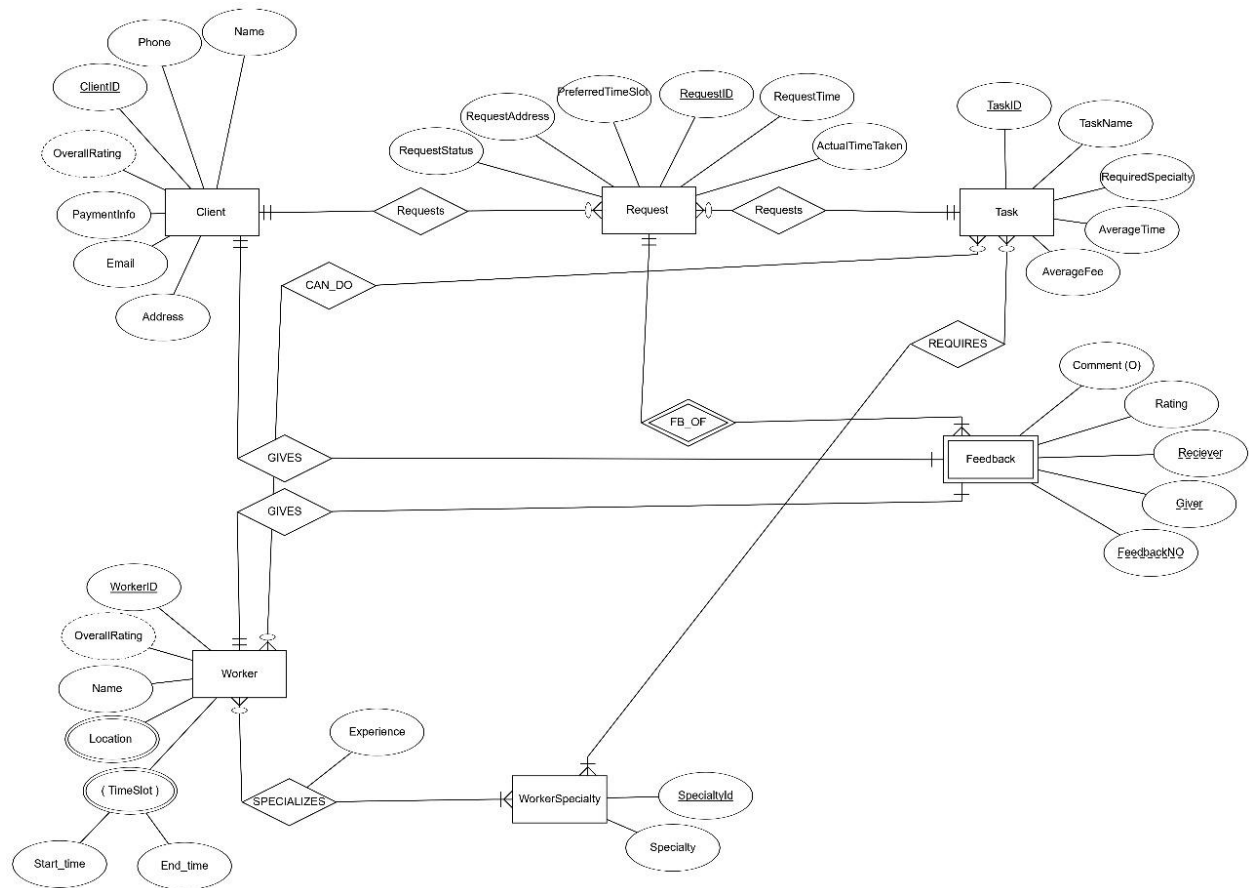 Name
Phone
ClientID
OverallRating
PaymentInfo
Email
Address
Client
Requests
PreferredTimeSlot
RequestID
RequestTime
RequestAddress
RequestStatus
ActualTimeTaken
Request
Requests
TaskID
TaskName
RequiredSpecialty
AverageTime
AverageFee
Task
CAN_DO
REQUIRES
FB_OF
Comment (O)
Rating
Reciever
Giver
FeedbackNO
Feedback
GIVES
GIVES
WorkerID
OverallRating
Name
Location
( TimeSlot )
Start_time
End_time
Worker
Experience
SPECIALIZES
WorkerSpecialty
SpecialtyId
Specialty